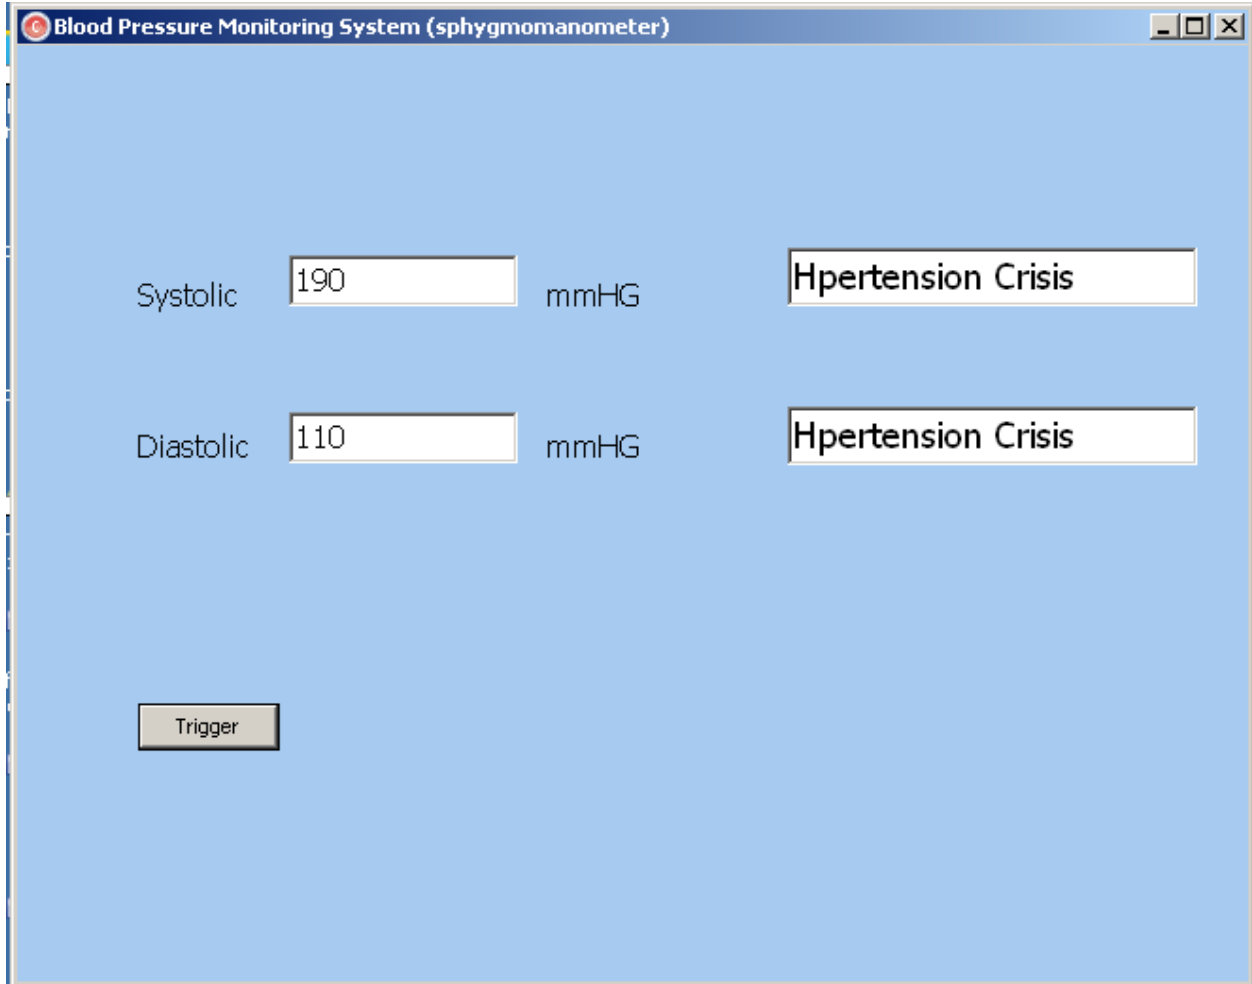 Blood Pressure Monitoring System (sphygmomanometer)
Systolic 190 mmHG Hpertension Crisis
Diastolic 110 mmHG Hpertension Crisis
Trigger